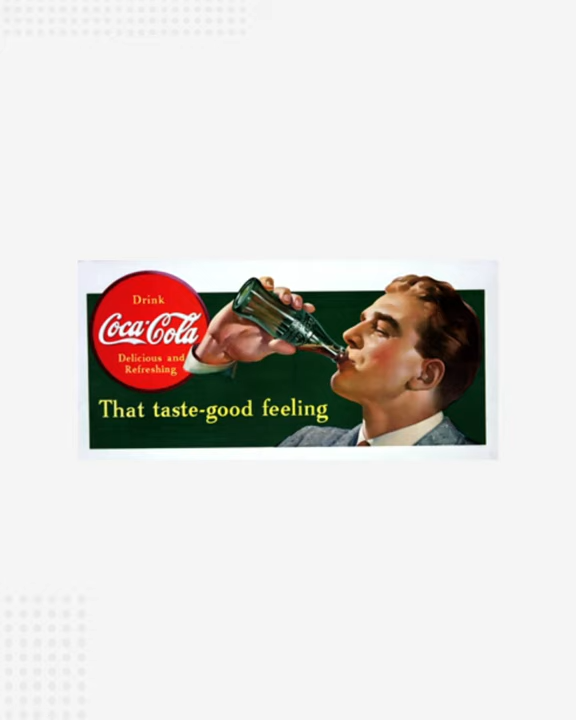 Drink
Coca-Cola
Delicious and
Refreshing
That taste-good feeling